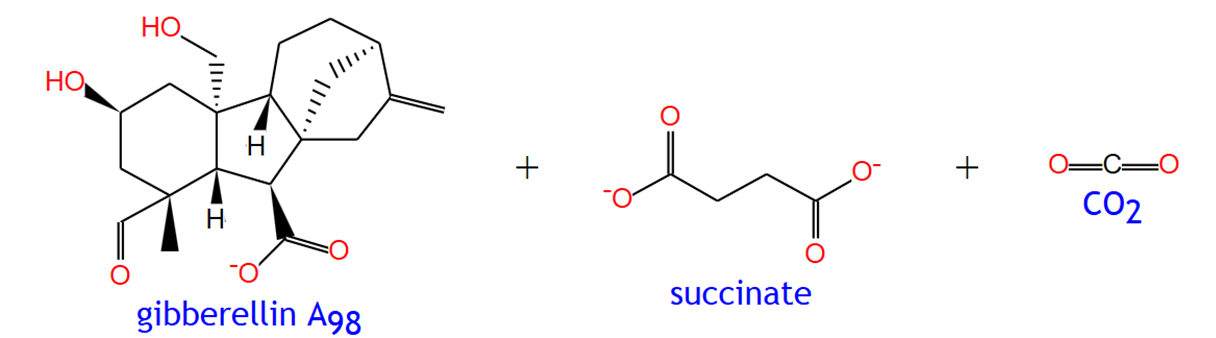 HO
HO
H
H
O
-O
O
gibberellin A98
+
O
-O
O-
O
succinate
+
O C O
CO2